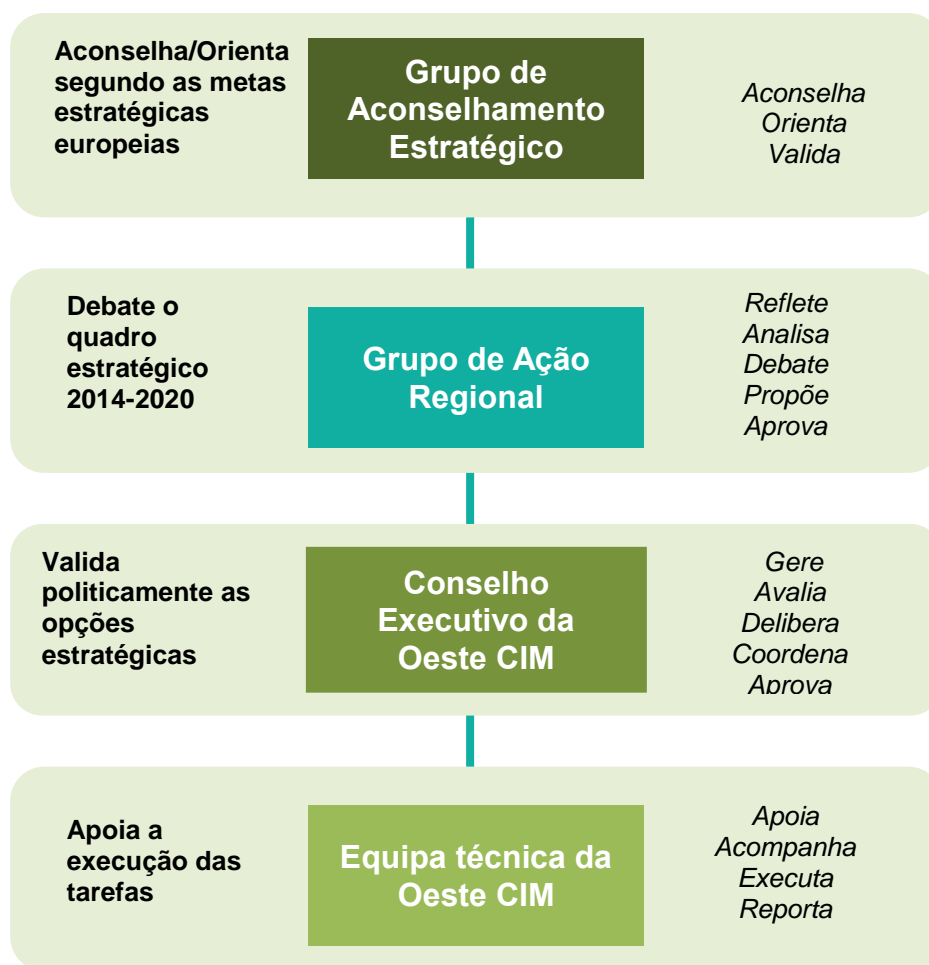 Aconselha/Orienta
segundo as metas
estratégicas
europeias
Grupo de
Aconselhamento
Estratégico
Aconselha
Orienta
Valida
Debate o
quadro
estratégico
2014-2020
Grupo de Ação
Regional
Reflete
Analisa
Debate
Propõe
Aprova
Valida
politicamente as
opções
estratégicas
Conselho
Executivo da
Oeste CIM
Gere
Avalia
Delibera
Coordena
Aprova
Apoia a
execução das
tarefas
Equipa técnica da
Oeste CIM
Apoia
Acompanha
Executa
Reporta